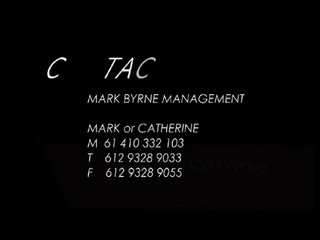 C TAC
MARK BYRNE MANAGEMENT
MARK or CATHERINE
M 61 410 332 103
T 612 9328 9033
F 612 9328 9055